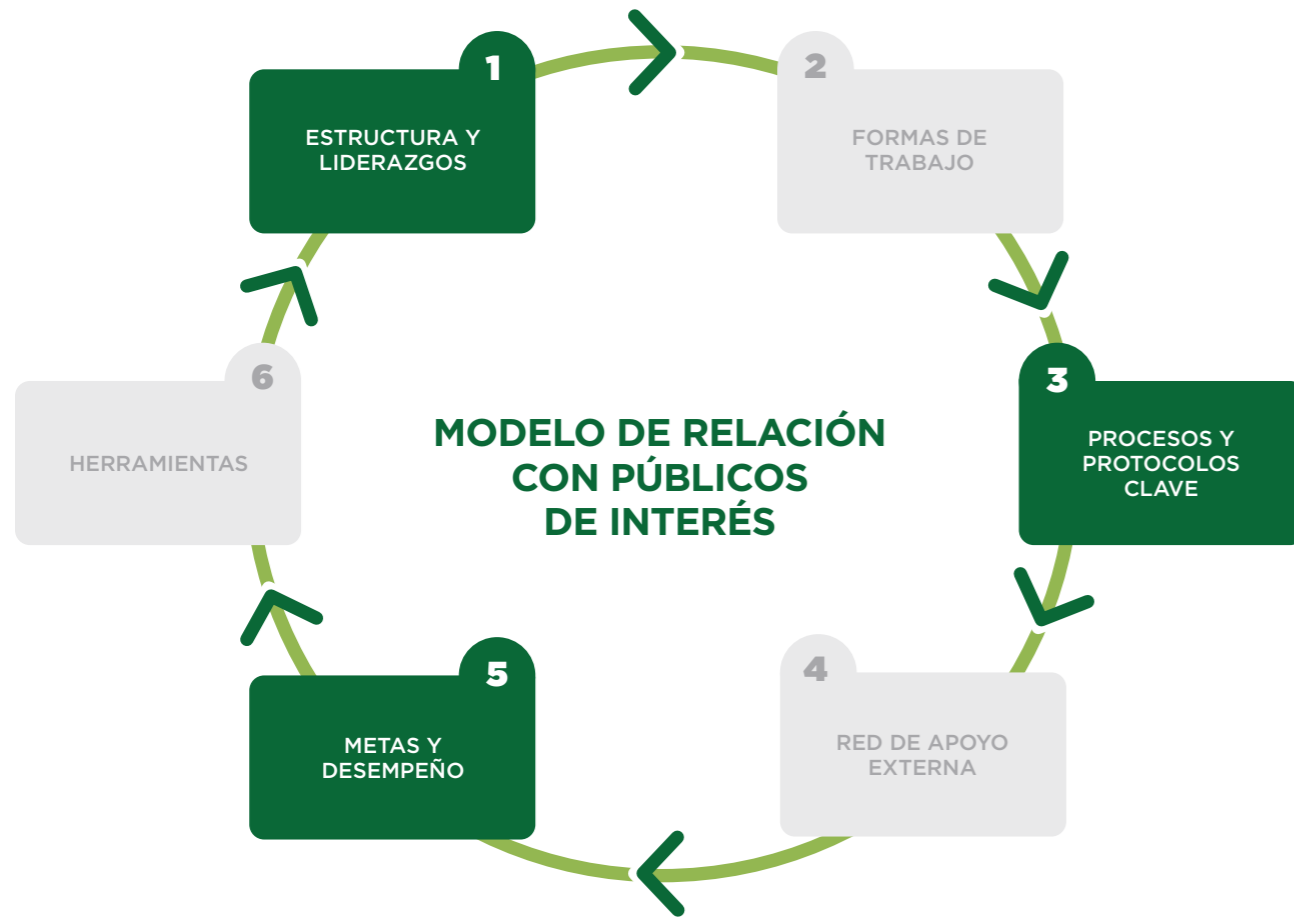 1
ESTRUCTURA Y
LIDERAZGOS
2
FORMAS DE
TRABAJO
3
PROCESOS Y
PROTOCOLOS
CLAVE
4
RED DE APOYO
EXTERNA
5
METAS Y
DESEMPEÑO
6
HERRAMIENTAS
MODELO DE RELACIÓN
CON PÚBLICOS
DE INTERÉS